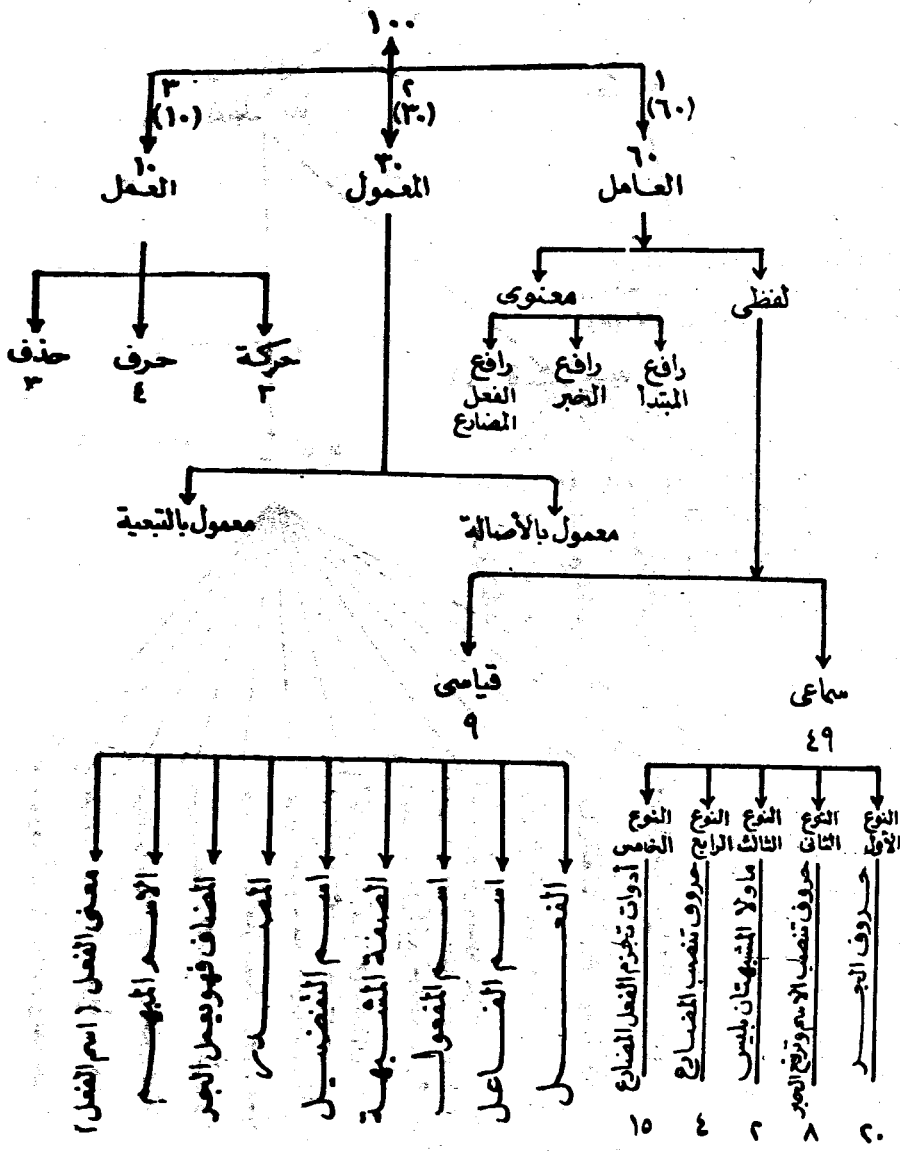 ١٠٠
١
(٦٠)
٢
(٣٠)
٣
(١٠)
٦٠
العامل
٣٠
المعمول
١٠
العمل
لفظى
معنوى
رافع
المبتدا
رافع
الخبر
رافع
الفعل
المضارع
حركة
٣
حرف
٤
حذف
٣
معمول بالأصالة
معمول بالتبعية
سماعى
٤٩
قياسى
٩
النوع
الأول
حروف الجر
٢٠
النوع
الثانى
حروف تنصب الاسم وترفع الخبر
٨
النوع
الثالث
ما ولا المشبهتان بليس
٢
النوع
الرابع
حروف تنصب المضارع
٤
النوع
الخامس
أدوات تجزم الفعل المضارع
١٥
الفعل
اسم الفاعل
اسم المفعول
الصفة المشبهة
اسم التفضيل
المصدر
المضاف فهو يعمل الجر
الاسم المبهم
معنى الفعل (اسم الفعل)